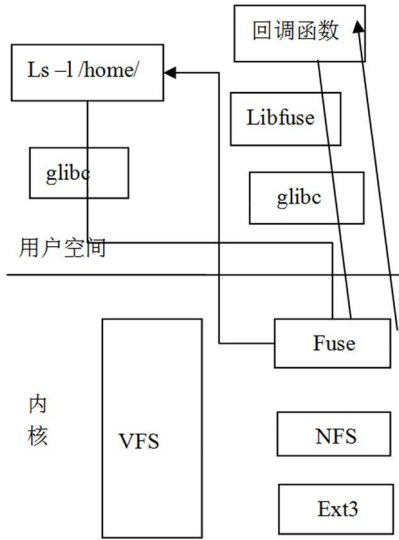 回调函数
Ls –l /home/
Libfuse
glibc
glibc
用户空间
Fuse
内
核
VFS
NFS
Ext3